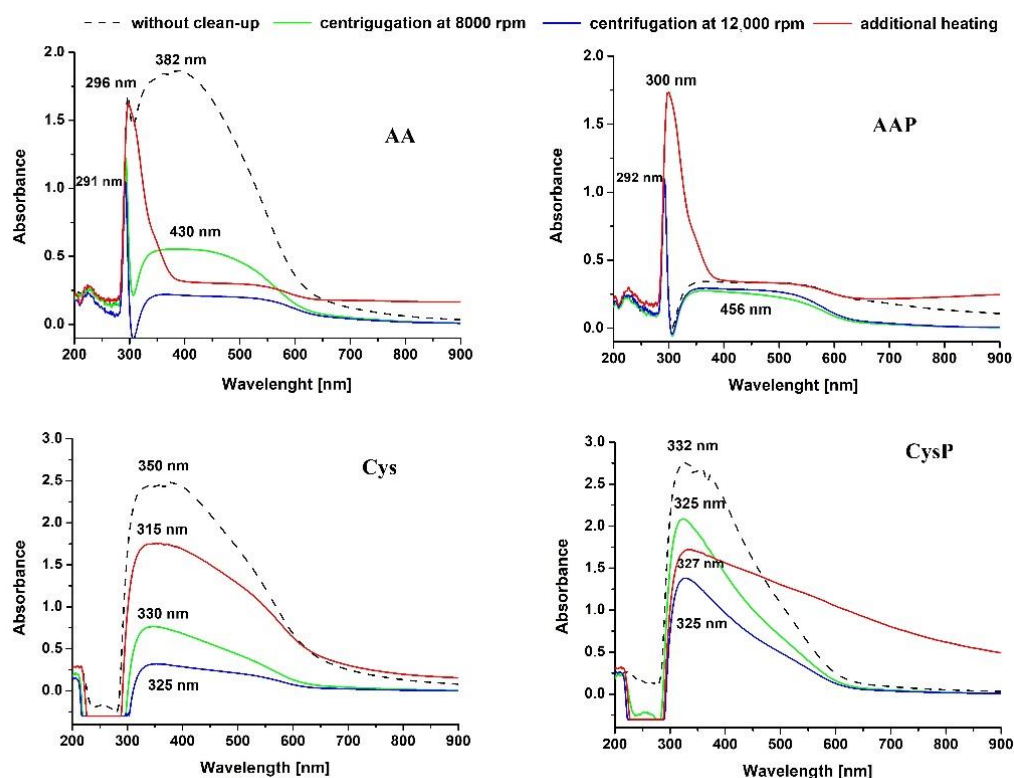 without clean-up centrigugation at 8000 rpm centrifugation at 12,000 rpm additional heating
2.0
1.5
1.0
0.5
0.0
Absorbance
382 nm
296 nm
AA
291 nm
430 nm
200 300 400 500 600 700 800 900
Wavelenght [nm]
2.0
1.5
1.0
0.5
0.0
Absorbance
300 nm
AAP
292 nm
456 nm
200 300 400 500 600 700 800 900
Wavelenght [nm]
3.0
2.5
2.0
1.5
1.0
0.5
0.0
Absorbance
Cys
350 nm
315 nm
330 nm
325 nm
200 300 400 500 600 700 800 900
Wavelength [nm]
3.0
2.5
2.0
1.5
1.0
0.5
0.0
Absorbance
332 nm
CysP
325 nm
327 nm
325 nm
200 300 400 500 600 700 800 900
Wavelength [nm]